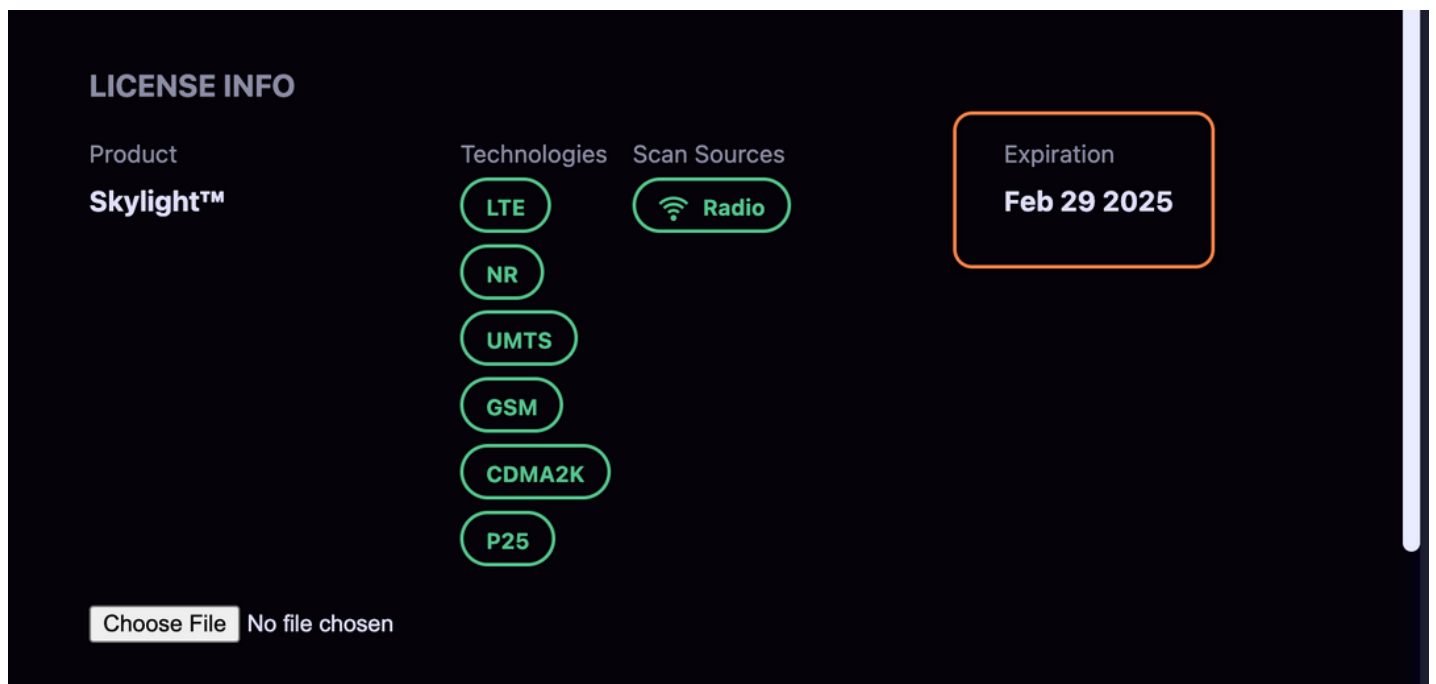 LICENSE INFO
Product
Skylight™
Technologies
LTE
NR
UMTS
GSM
CDMA2K
P25
Scan Sources
Radio
Expiration
Feb 29 2025
Choose File No file chosen